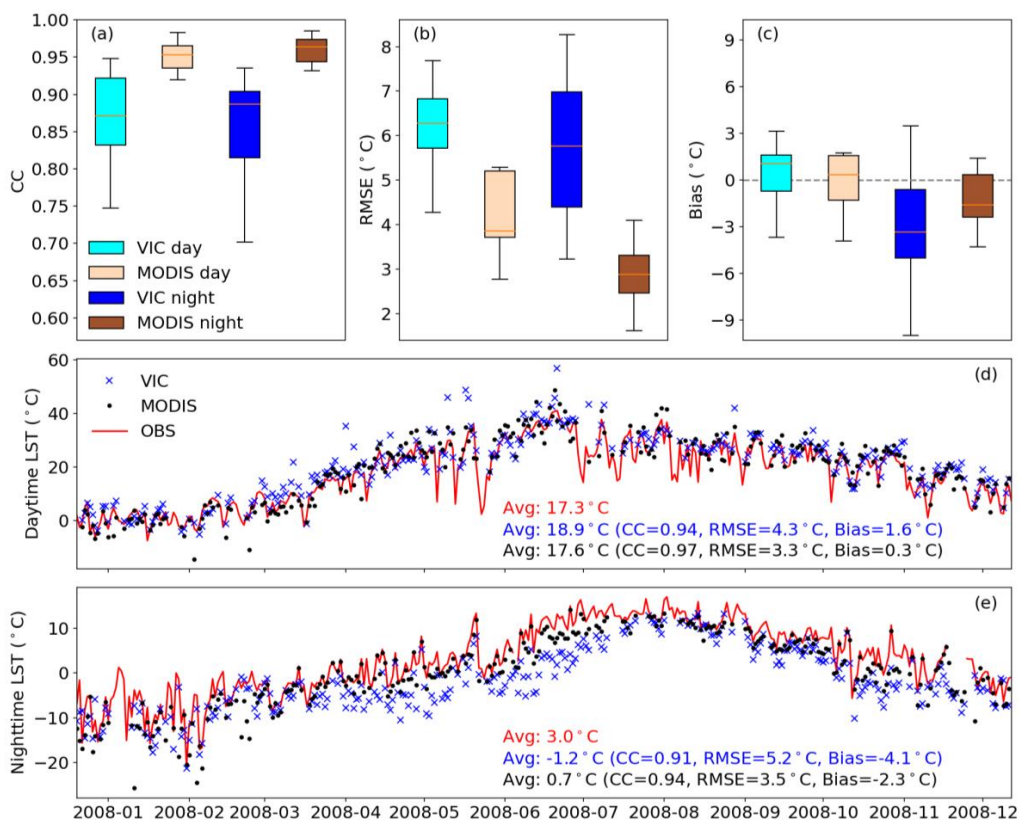 (a)
1.00
0.95
0.90
0.85
0.80
0.75
0.70
0.65
0.60
CC
VIC day
MODIS day
VIC night
MODIS night
(b)
8
7
6
5
4
3
2
RMSE (°C)
(c)
9
6
3
0
−3
−6
−9
Bias (°C)
(d)
60
40
20
0
Daytime LST (°C)
VIC
MODIS
OBS
Avg: 17.3°C
Avg: 18.9°C (CC=0.94, RMSE=4.3°C, Bias=1.6°C)
Avg: 17.6°C (CC=0.97, RMSE=3.3°C, Bias=0.3°C)
(e)
10
0
−10
−20
Nighttime LST (°C)
Avg: 3.0°C
Avg: -1.2°C (CC=0.91, RMSE=5.2°C, Bias=-4.1°C)
Avg: 0.7°C (CC=0.94, RMSE=3.5°C, Bias=-2.3°C)
2008-01 2008-02 2008-03 2008-04 2008-05 2008-06 2008-07 2008-08 2008-09 2008-10 2008-11 2008-12